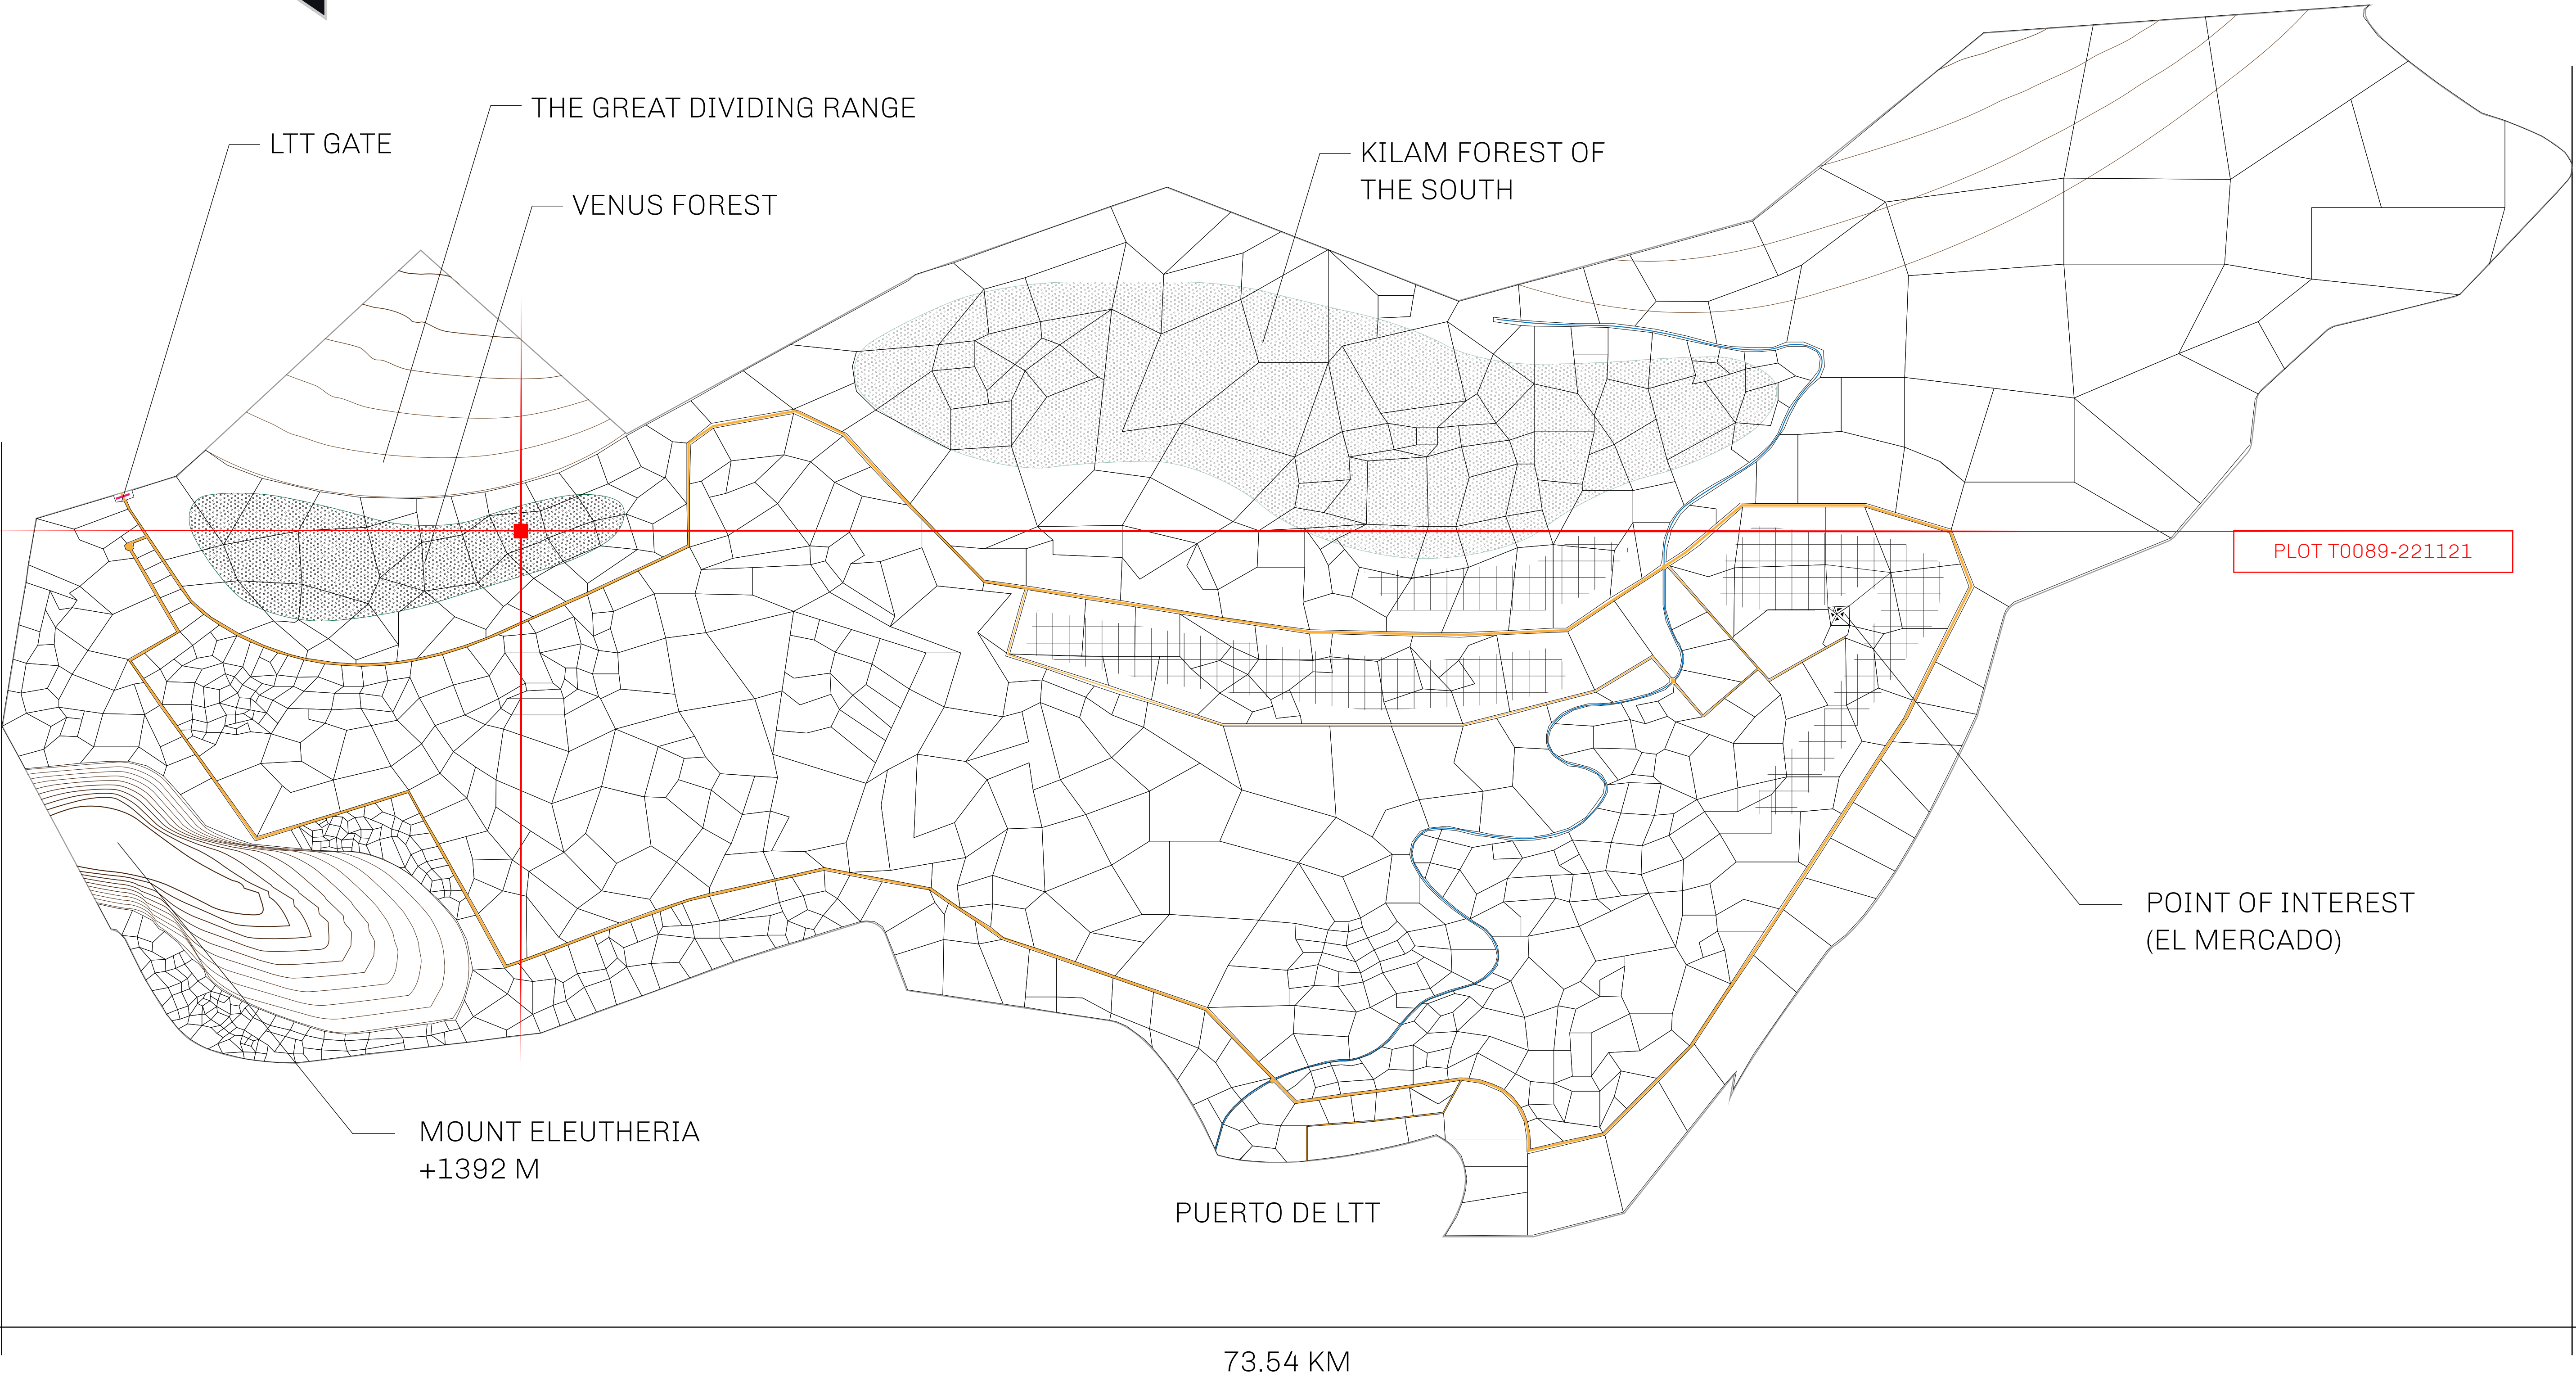 THE GREAT DIVIDING RANGE
LTT GATE
KILAM FOREST OF
THE SOUTH
VENUS FOREST
PLOT T0089-221121
POINT OF INTEREST
(EL MERCADO)
MOUNT ELEUTHERIA
+1392 M
PUERTO DE LTT
73.54 KM